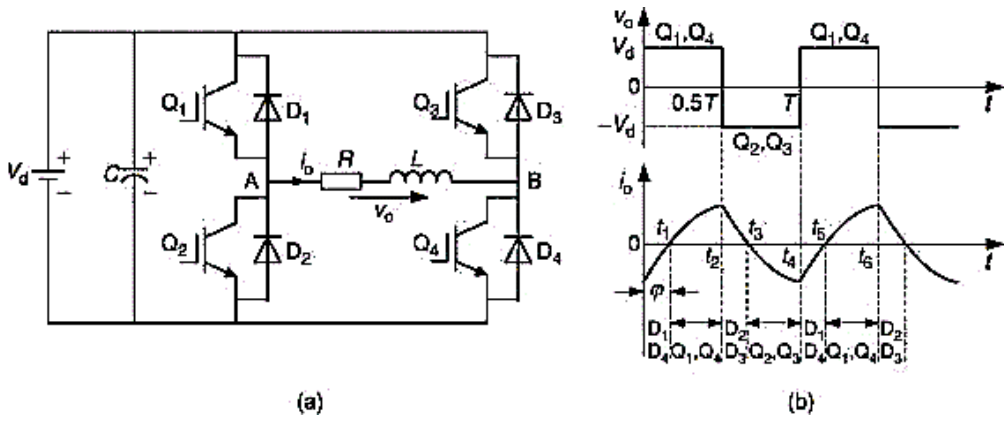 Q1
D1
Q3
D3
Vd
+
−
C
+
−
A
io
R
L
B
vo
Q2
D2
Q4
D4
(a)
vo
Vd
Q1,Q4
Q1,Q4
0
0.5T
T
t
−Vd
Q2,Q3
io
0
t1
t2
t3
t4
t5
t6
t
φ
D1 D2 D1 D2
D4 Q1,Q4 D3 Q2,Q3 D4 Q1,Q4 D3
(b)